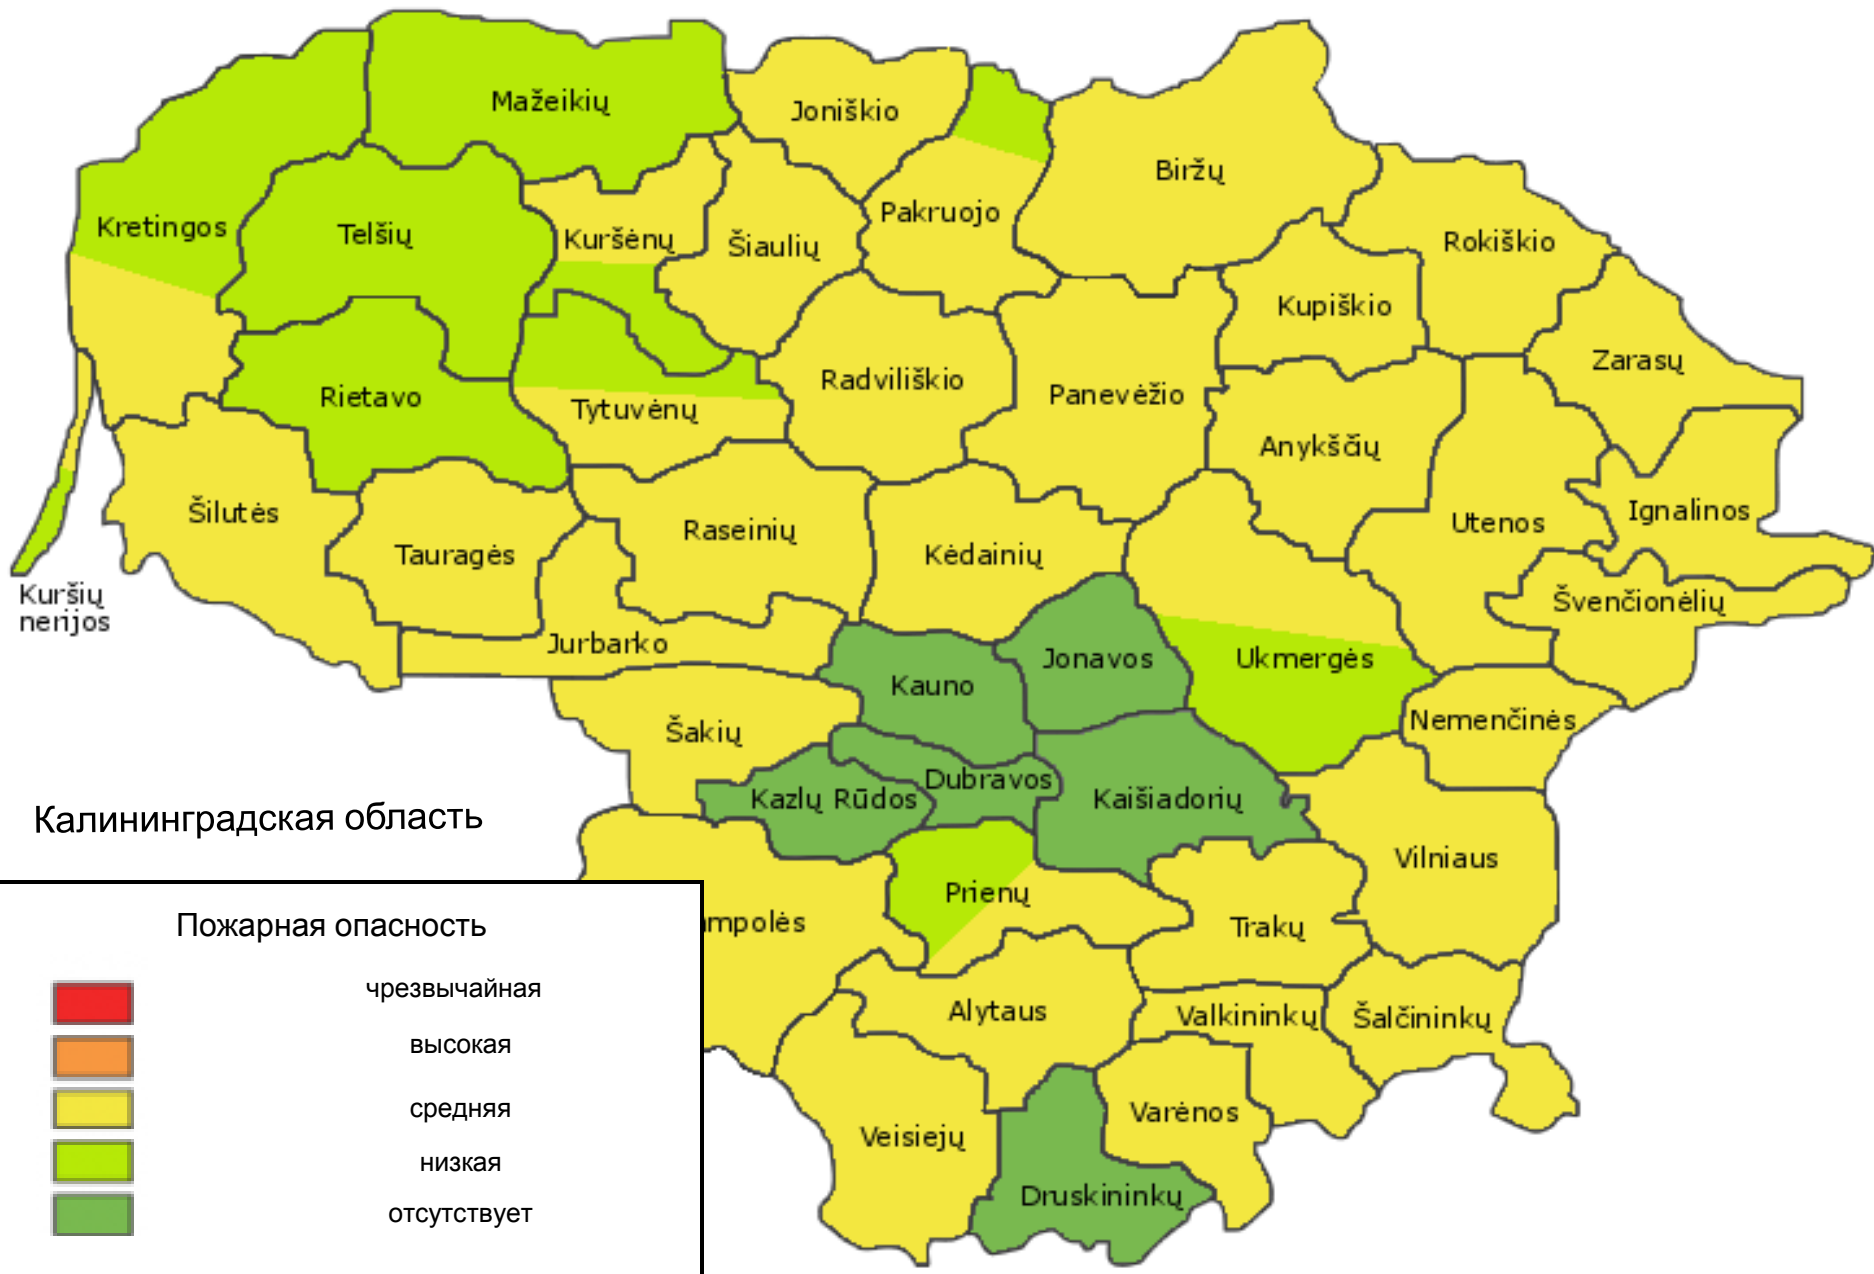 Mažeikių
Joniškio
Biržų
Kretingos
Telšių
Kuršėnų
Šiaulių
Pakruojo
Rokiškio
Kupiškio
Zarasų
Rietavo
Tytuvėnų
Radviliškio
Panevėžio
Anykščių
Šilutės
Tauragės
Raseinių
Kėdainių
Utenos
Ignalinos
Kuršių
nerijos
Švenčionėlių
Jurbarko
Kauno
Jonavos
Ukmergės
Šakių
Nemenčinės
Kazlų Rūdos
Dubravos
Kaišiadorių
Vilniaus
Калининградская область
Prienų
mpolės
Trakų
Alytaus
Valkininkų
Šalčininkų
Veisiejų
Varėnos
Druskininkų
Пожарная опасность
чрезвычайная
высокая
средняя
низкая
отсутствует